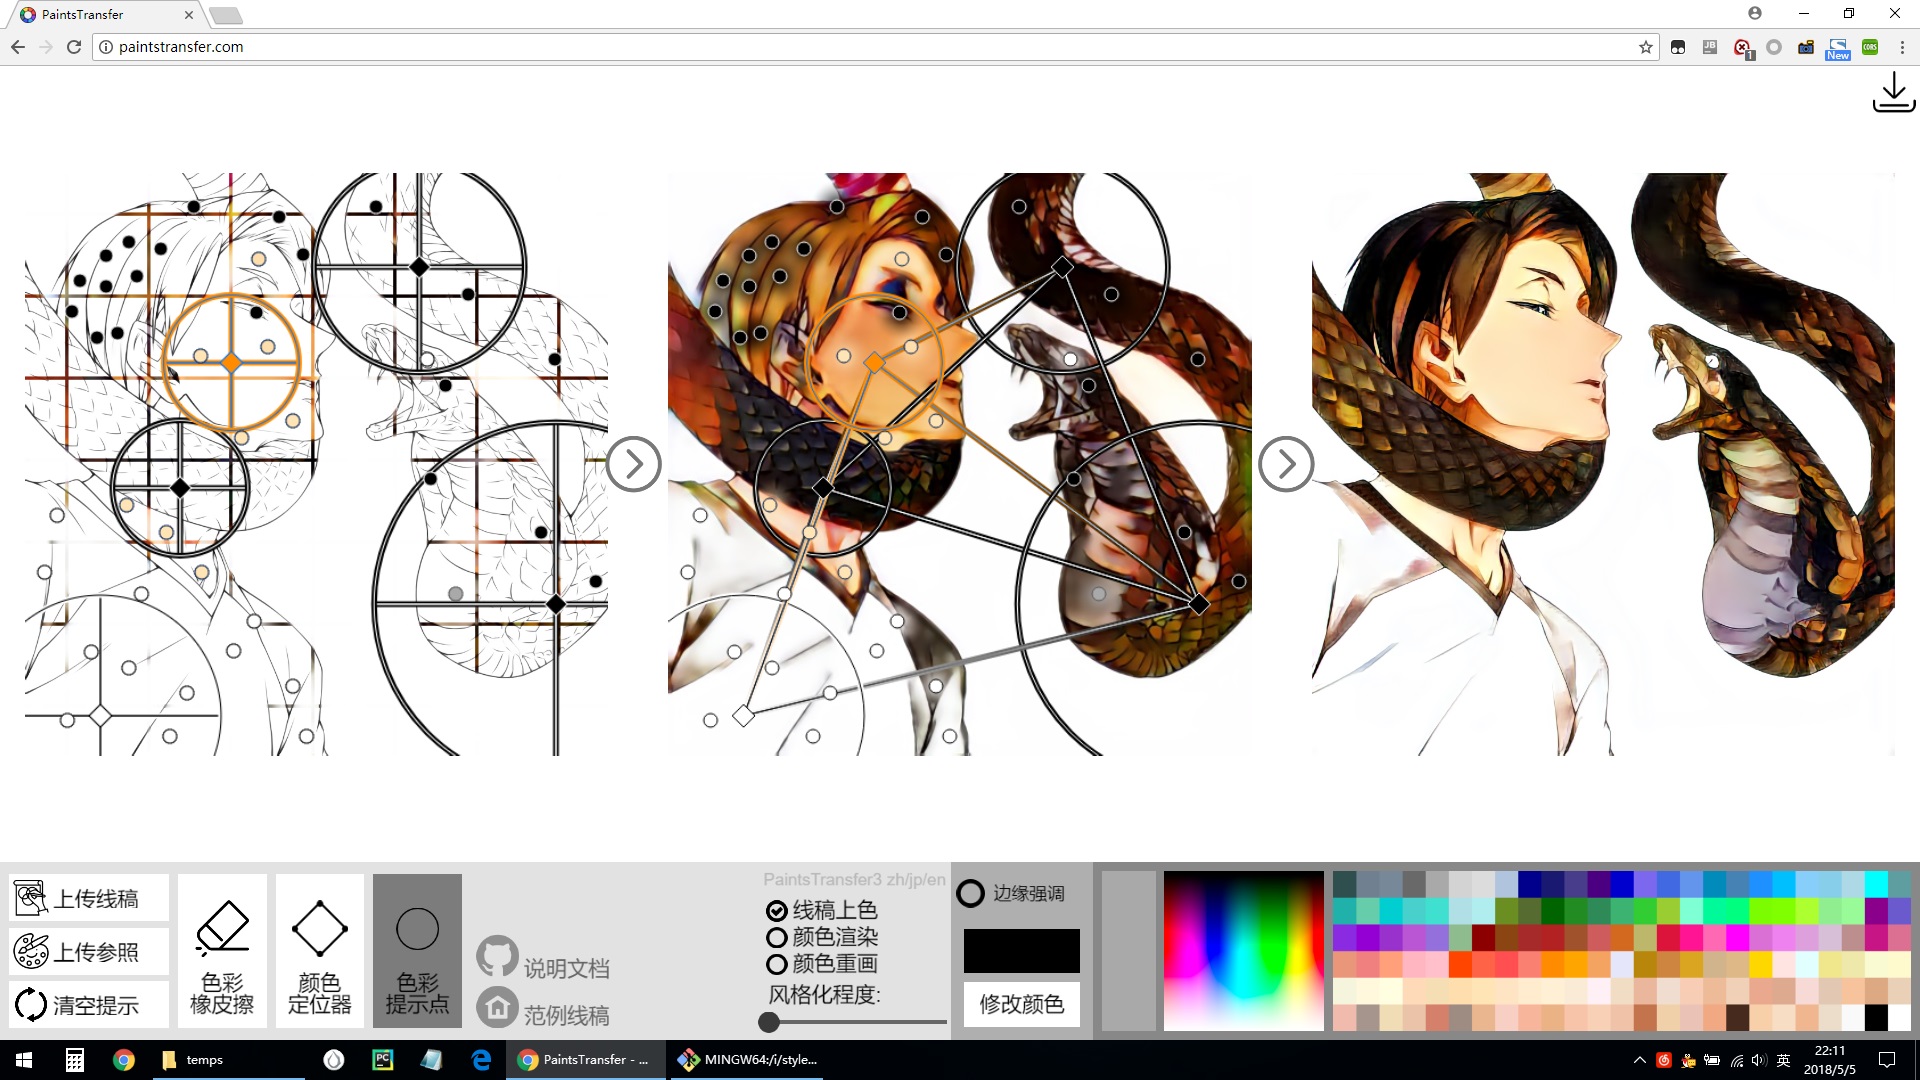 PaintsTransfer
paintstransfer.com
JB
1
New
CORS
上传线稿
上传参照
清空提示
色彩
橡皮擦
颜色
定位器
色彩
提示点
说明文档
范例线稿
PaintsTransfer3 zh/jp/en
线稿上色
颜色渲染
颜色重画
风格化程度:
边缘强调
修改颜色
temps
PC
PaintsTransfer - ...
MINGW64:/i/style...
英
22:11
2018/5/5